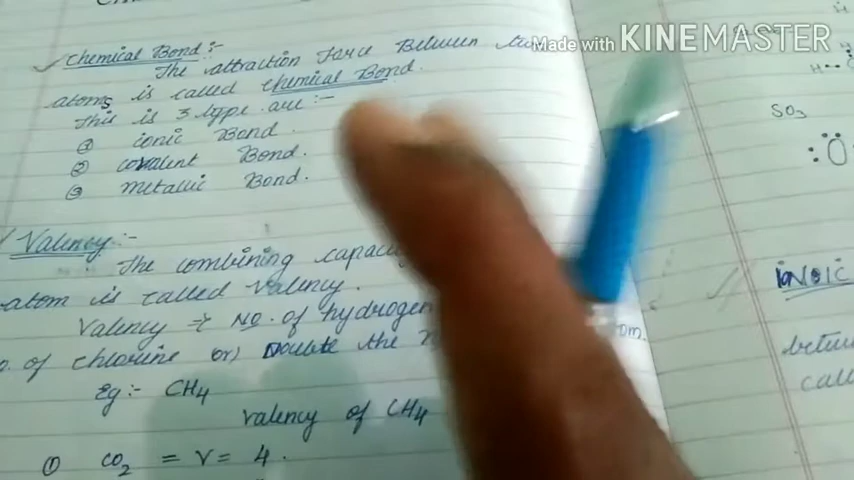 Made with KINEMASTER
Chemical Bond:-
The attraction force Between
atoms is called chemical Bond.
This is 3 type are:-
① ionic Bond.
② covalent Bond.
③ metallic Bond.
Valency:-
The combining
atom is called Valency.
Valency ⇒ NO. of hydrogen
of chlorine or) Double the
om.
Eg:- CH4
valency of CH4
① CO2 = V = 4.
SO3
:O
H
IONEIC